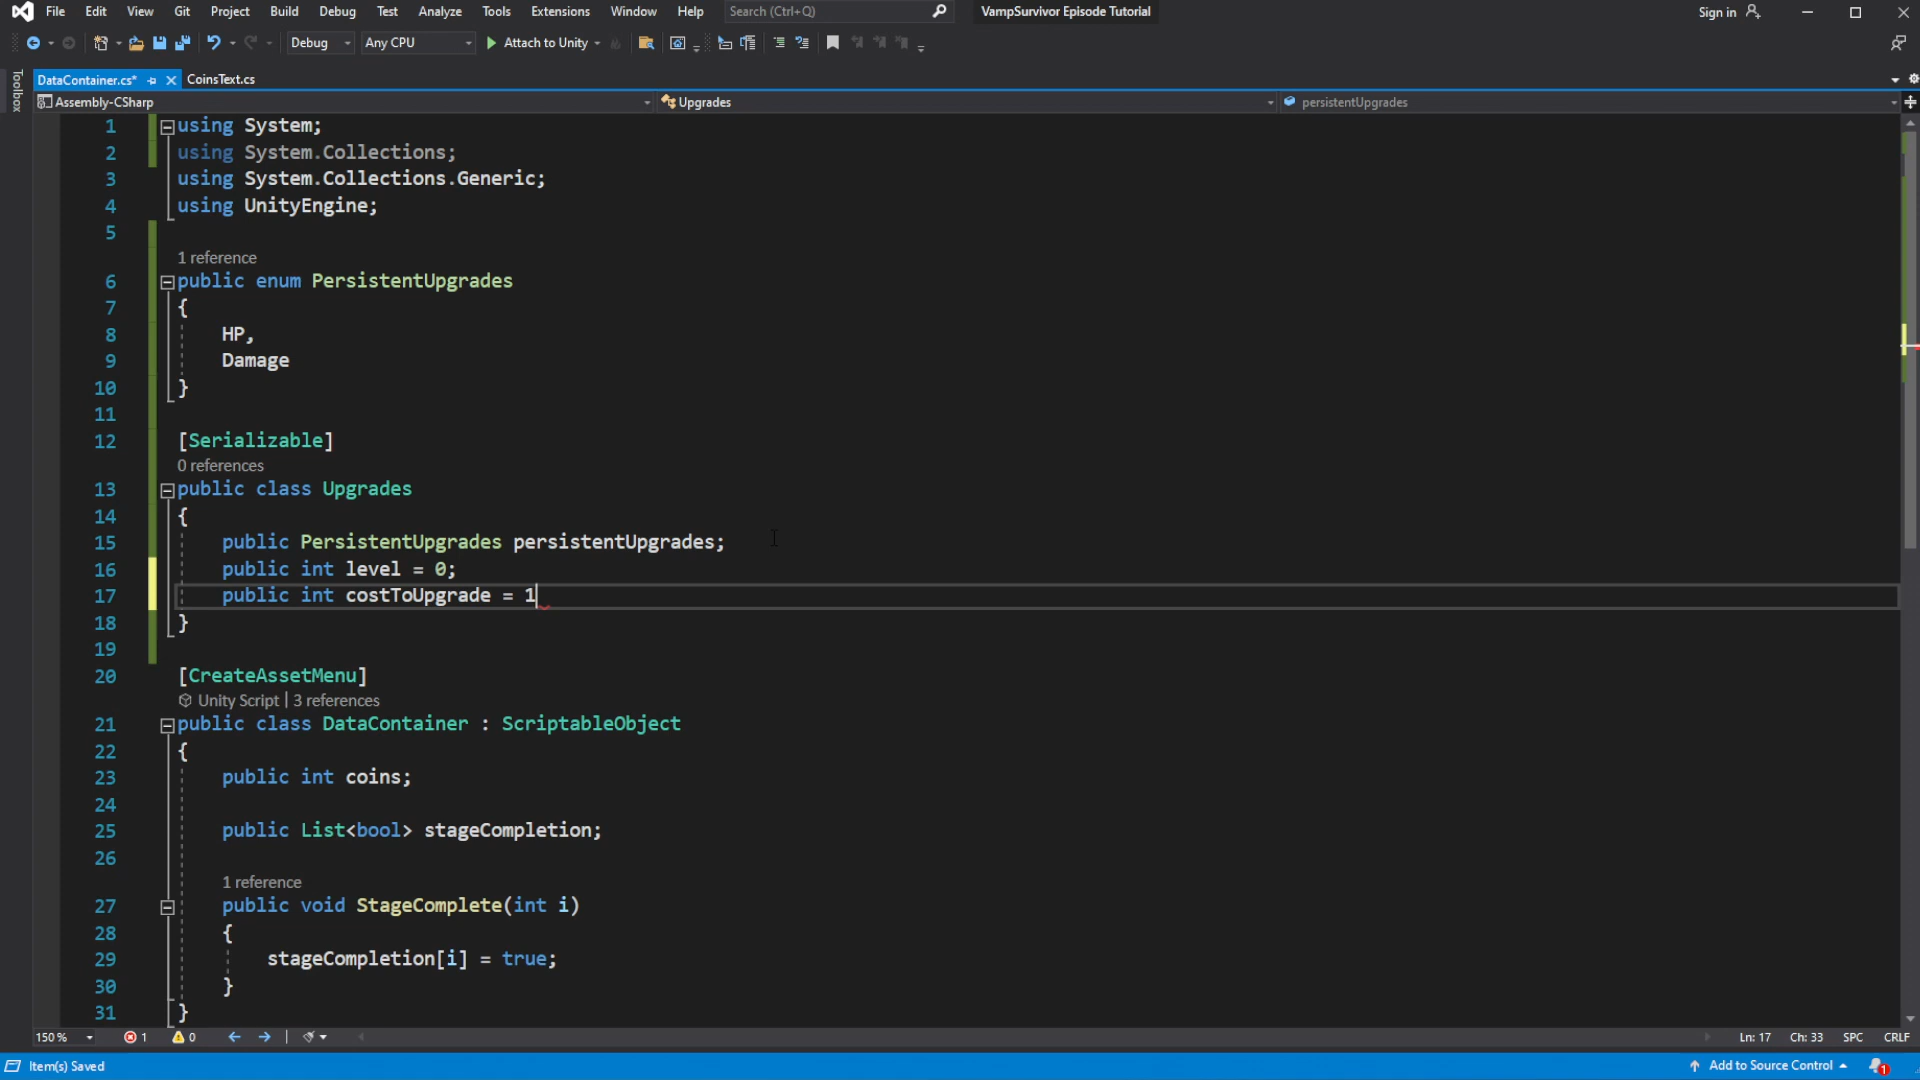 File Edit View Git Project Build Debug Test Analyze Tools Extensions Window Help Search (Ctrl+Q) VampSurvivor Episode Tutorial Sign in
Debug Any CPU Attach to Unity
Toolbox
DataContainer.cs* CoinsText.cs
Assembly-CSharp Upgrades persistentUpgrades
1 using System;
2 using System.Collections;
3 using System.Collections.Generic;
4 using UnityEngine;
5
1 reference
6 public enum PersistentUpgrades
7 {
8 HP,
9 Damage
10 }
11
12 [Serializable]
0 references
13 public class Upgrades
14 {
15 public PersistentUpgrades persistentUpgrades;
16 public int level = 0;
17 public int costToUpgrade = 1
18 }
19
20 [CreateAssetMenu]
Unity Script | 3 references
21 public class DataContainer : ScriptableObject
22 {
23 public int coins;
24
25 public List<bool> stageCompletion;
26
1 reference
27 public void StageComplete(int i)
28 {
29 stageCompletion[i] = true;
30 }
31 }
150 % 1 0 Ln: 17 Ch: 33 SPC CRLF
Item(s) Saved Add to Source Control 1